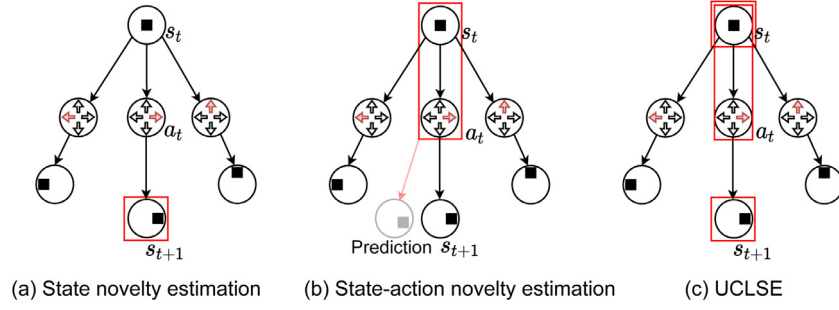 s_t
a_t
s_{t+1}
(a) State novelty estimation
s_t
a_t
Prediction
s_{t+1}
(b) State-action novelty estimation
s_t
a_t
s_{t+1}
(c) UCLSE